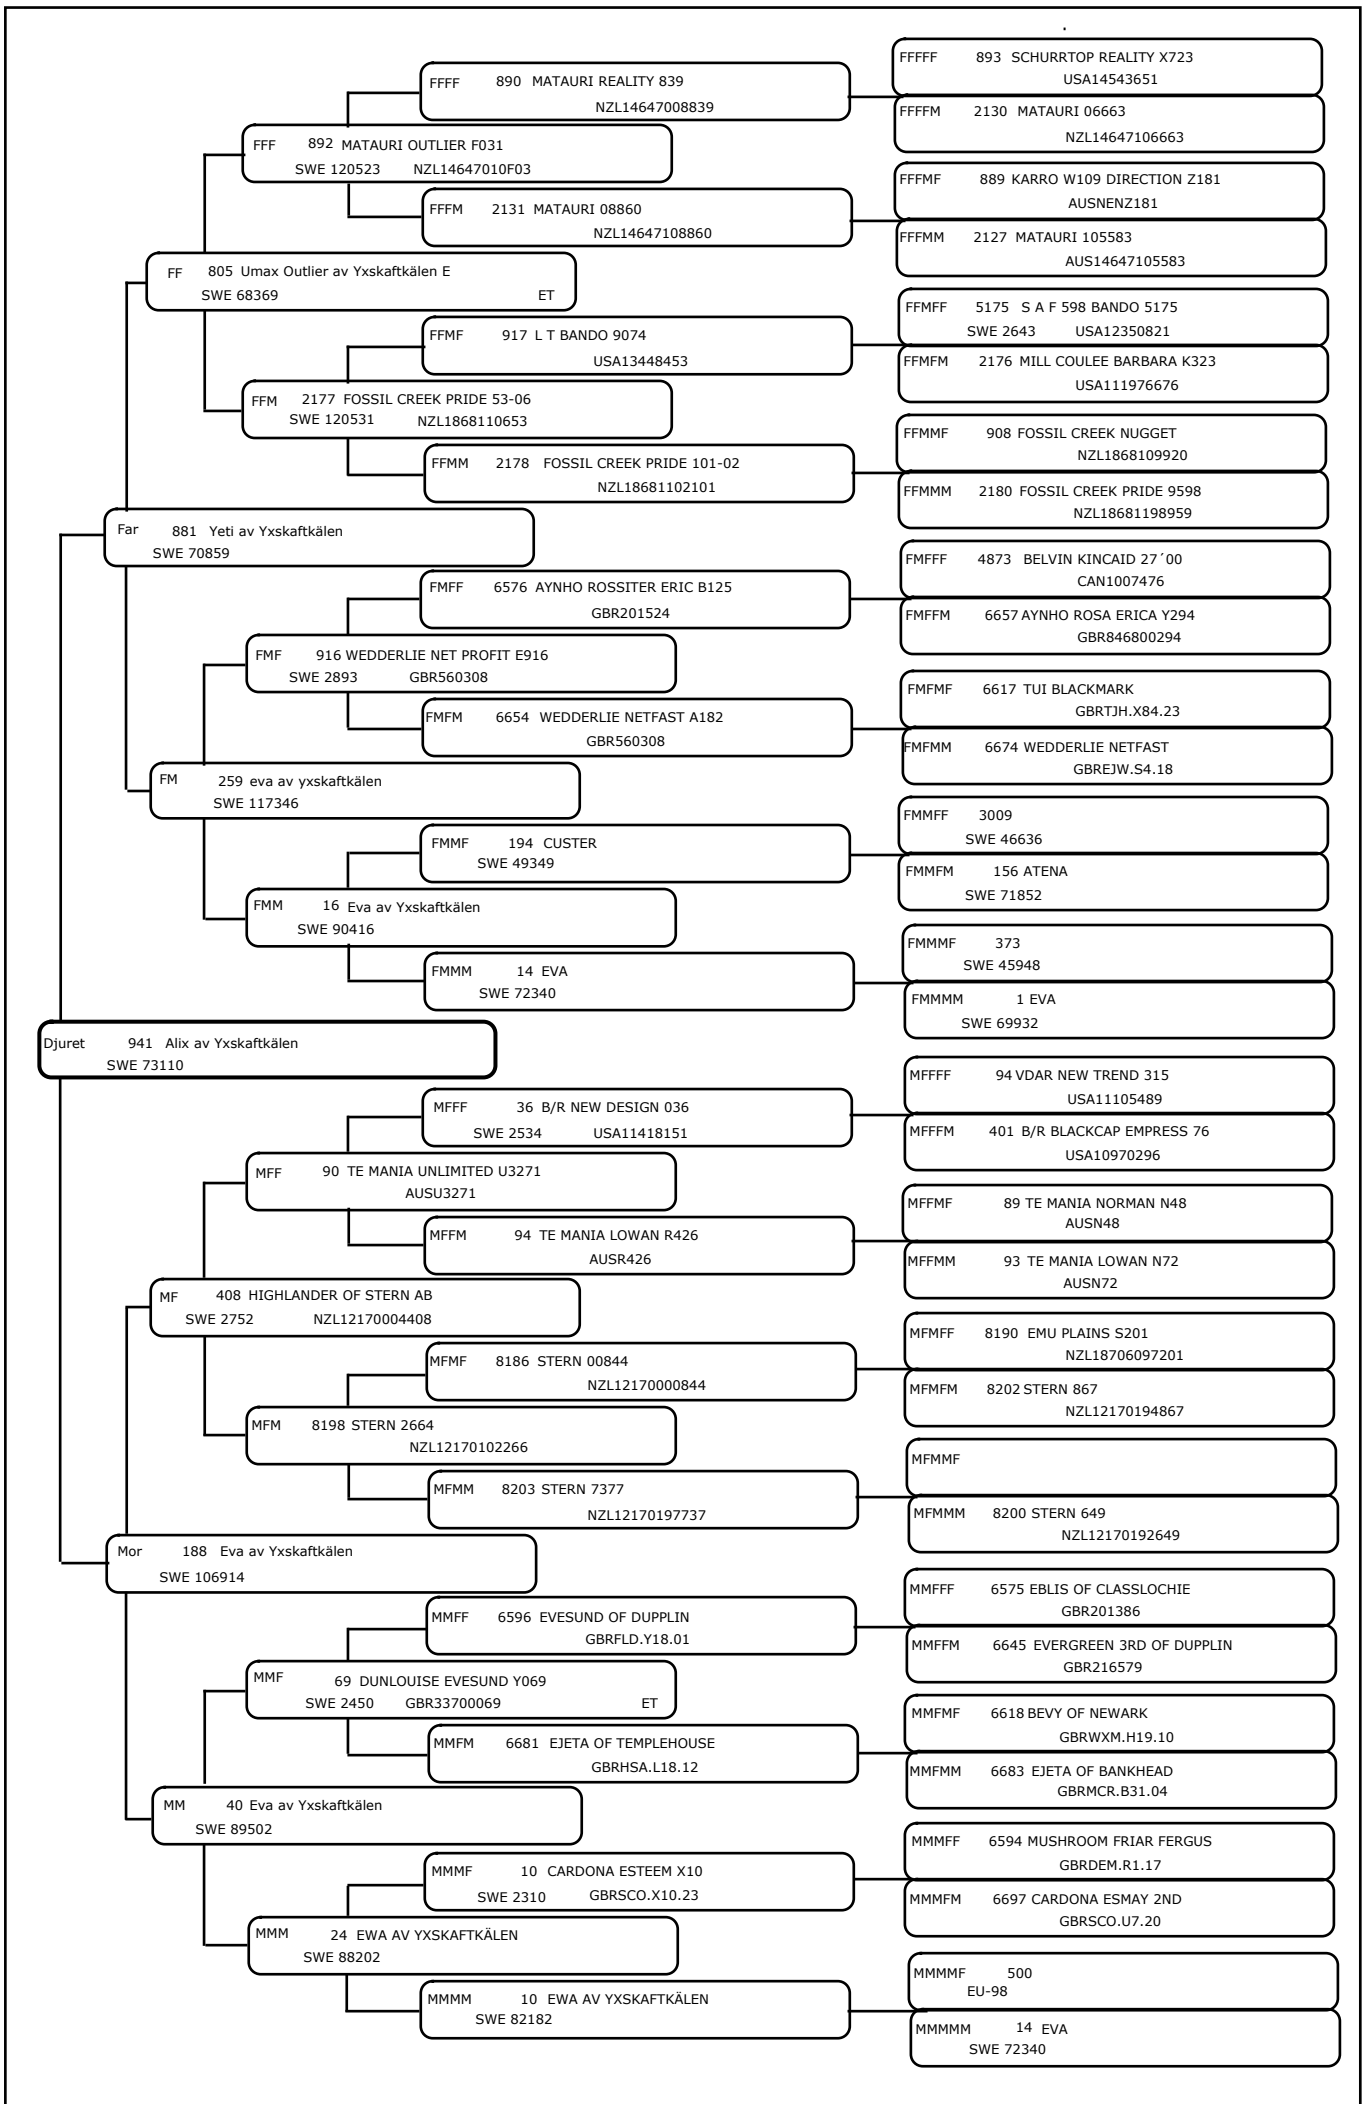 FFFFF 893 SCHURRTOP REALITY X723
USA14543651
FFFF 890 MATAURI REALITY 839
NZL14647008839
FFFFM 2130 MATAURI 06663
NZL14647106663
FFF 892 MATAURI OUTLIER F031
SWE 120523 NZL14647010F03
FFFMF 889 KARRO W109 DIRECTION Z181
AUSNENZ181
FFFM 2131 MATAURI 08860
NZL14647108860
FFFMM 2127 MATAURI 105583
AUS14647105583
FF 805 Umax Outlier av Yxskaftkälen E
SWE 68369 ET
FFMFF 5175 S A F 598 BANDO 5175
SWE 2643 USA12350821
FFMF 917 L T BANDO 9074
USA13448453
FFMFM 2176 MILL COULEE BARBARA K323
USA111976676
FFM 2177 FOSSIL CREEK PRIDE 53-06
SWE 120531 NZL1868110653
FFMMF 908 FOSSIL CREEK NUGGET
NZL1868109920
FFMM 2178 FOSSIL CREEK PRIDE 101-02
NZL18681102101
FFMMM 2180 FOSSIL CREEK PRIDE 9598
NZL18681198959
Far 881 Yeti av Yxskaftkälen
SWE 70859
FMFFF 4873 BELVIN KINCAID 27´00
CAN1007476
FMFF 6576 AYNHO ROSSITER ERIC B125
GBR201524
FMFFM 6657 AYNHO ROSA ERICA Y294
GBR846800294
FMF 916 WEDDERLIE NET PROFIT E916
SWE 2893 GBR560308
FMFMF 6617 TUI BLACKMARK
GBRTJH.X84.23
FMFM 6654 WEDDERLIE NETFAST A182
GBR560308
FMFMM 6674 WEDDERLIE NETFAST
GBREJW.S4.18
FM 259 eva av yxskaftkälen
SWE 117346
FMMFF 3009
SWE 46636
FMMF 194 CUSTER
SWE 49349
FMMFM 156 ATENA
SWE 71852
FMM 16 Eva av Yxskaftkälen
SWE 90416
FMMMF 373
SWE 45948
FMMM 14 EVA
SWE 72340
FMMMM 1 EVA
SWE 69932
Djuret 941 Alix av Yxskaftkälen
SWE 73110
MFFFF 94 VDAR NEW TREND 315
USA11105489
MFFF 36 B/R NEW DESIGN 036
SWE 2534 USA11418151
MFFFM 401 B/R BLACKCAP EMPRESS 76
USA10970296
MFF 90 TE MANIA UNLIMITED U3271
AUSU3271
MFFMF 89 TE MANIA NORMAN N48
AUSN48
MFFM 94 TE MANIA LOWAN R426
AUSR426
MFFMM 93 TE MANIA LOWAN N72
AUSN72
MF 408 HIGHLANDER OF STERN AB
SWE 2752 NZL12170004408
MFMFF 8190 EMU PLAINS S201
NZL18706097201
MFMF 8186 STERN 00844
NZL12170000844
MFMFM 8202 STERN 867
NZL12170194867
MFM 8198 STERN 2664
NZL12170102266
MFMMF
MFMM 8203 STERN 7377
NZL12170197737
MFMMM 8200 STERN 649
NZL12170192649
Mor 188 Eva av Yxskaftkälen
SWE 106914
MMFFF 6575 EBLIS OF CLASSLOCHIE
GBR201386
MMFF 6596 EVESUND OF DUPPLIN
GBRFLD.Y18.01
MMFFM 6645 EVERGREEN 3RD OF DUPPLIN
GBR216579
MMF 69 DUNLOUISE EVESUND Y069
SWE 2450 GBR33700069 ET
MMFMF 6618 BEVY OF NEWARK
GBRWXM.H19.10
MMFM 6681 EJETA OF TEMPLEHOUSE
GBRHSA.L18.12
MMFMM 6683 EJETA OF BANKHEAD
GBRMCR.B31.04
MM 40 Eva av Yxskaftkälen
SWE 89502
MMMFF 6594 MUSHROOM FRIAR FERGUS
GBRDEM.R1.17
MMMF 10 CARDONA ESTEEM X10
SWE 2310 GBRSCO.X10.23
MMMFM 6697 CARDONA ESMAY 2ND
GBRSCO.U7.20
MMM 24 EWA AV YXSKAFTKÄLEN
SWE 88202
MMMMF 500
EU-98
MMMM 10 EWA AV YXSKAFTKÄLEN
SWE 82182
MMMMM 14 EVA
SWE 72340